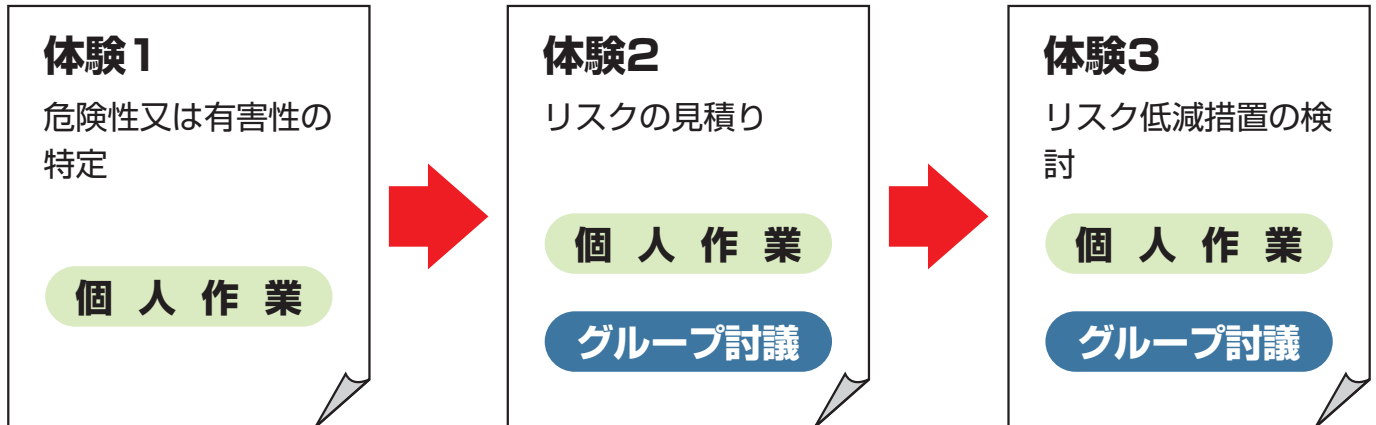 体験1
危険性又は有害性の
特定
個人作業
体験2
リスクの見積り
個人作業
グループ討議
体験3
リスク低減措置の検
討
個人作業
グループ討議